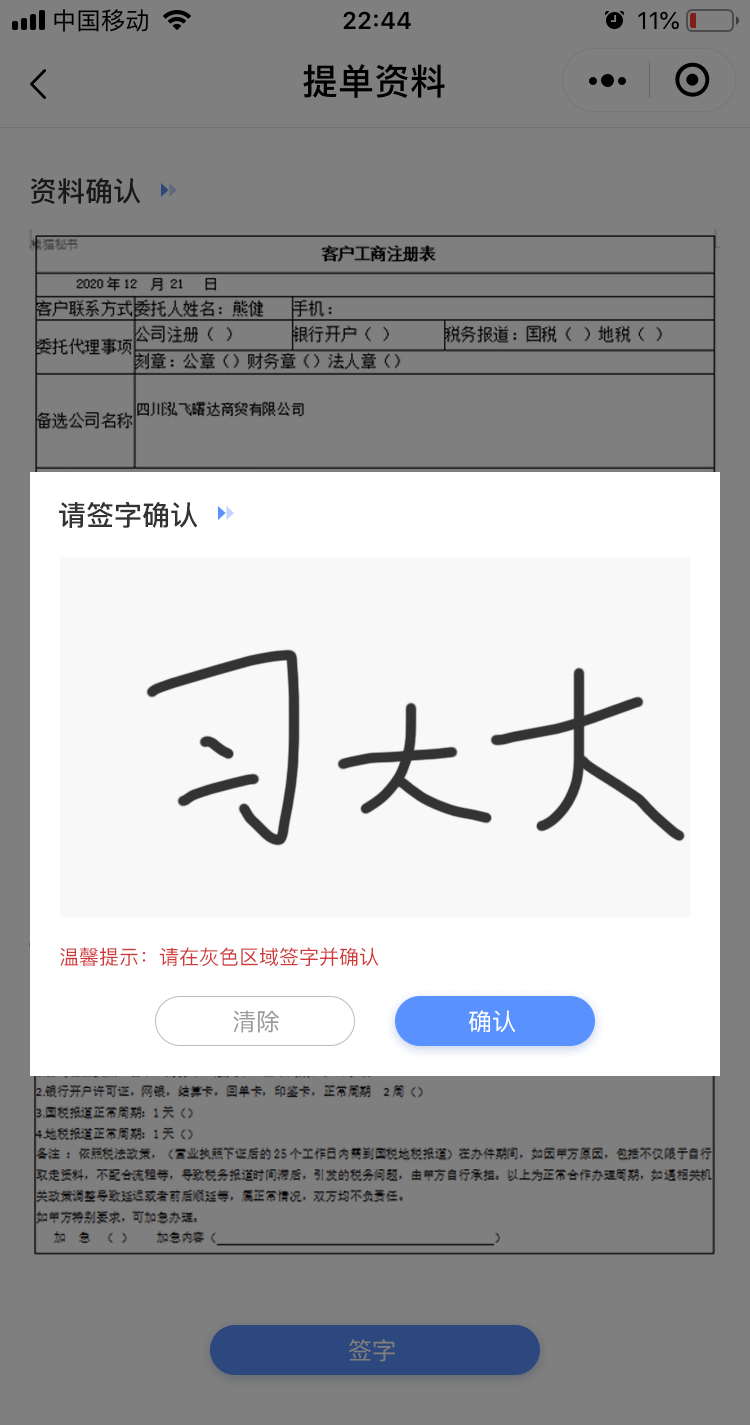 中国移动 22:44 11%
提单资料
资料确认
熊猫秘书
客户工商注册表
2020 年 12 月 21 日
客户联系方式 委托人姓名：熊健 手机：
委托代理事项 公司注册（ ） 银行开户（ ） 税务报道：国税（ ）地税（ ）
刻章：公章（）财务章（）法人章（）
备选公司名称 四川泓飞曙达商贸有限公司
请签字确认
习大大
温馨提示：请在灰色区域签字并确认
清除 确认
2.银行开户许可证，网银，结算卡，回单卡，印鉴卡，正常周期 2周（）
3.国税报道正常周期：1天（）
4.地税报道正常周期：1天（）
备注：依照税法政策，（营业执照下证后的25个工作日内需到国税地税报道）在办件期间，如因甲方原因，包括不仅限于自行
取走资料，不配合流程等，导致税务报道时间滞后，引发的税务问题，由甲方自行承担。以上为正常合作办理周期，如遇相关机
关政策调整导致延迟或者前后顺延等，属正常情况，双方均不负责任。
如甲方特别要求，可加急办理。
加 急 （ ） 加急内容（ ）
签字